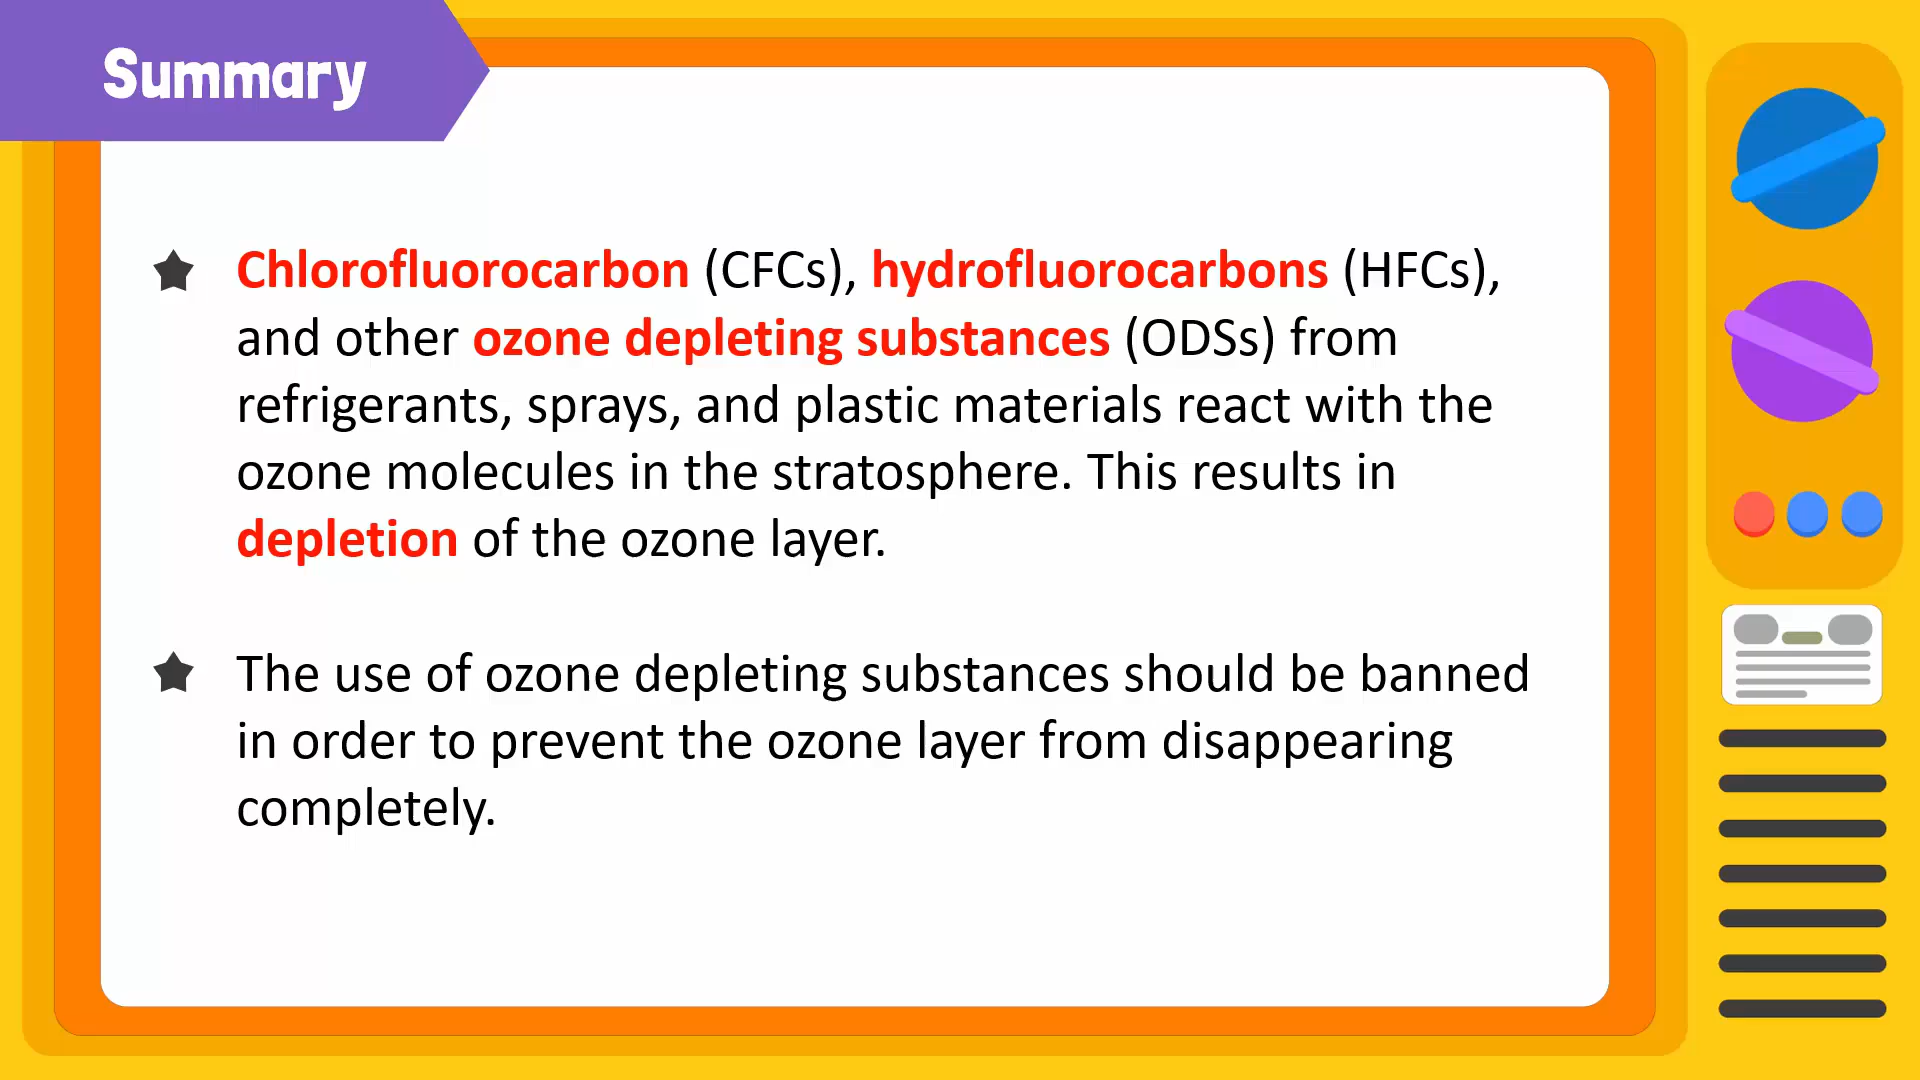 Summary
Chlorofluorocarbon (CFCs), hydrofluorocarbons (HFCs),
and other ozone depleting substances (ODSs) from
refrigerants, sprays, and plastic materials react with the
ozone molecules in the stratosphere. This results in
depletion of the ozone layer.
The use of ozone depleting substances should be banned
in order to prevent the ozone layer from disappearing
completely.